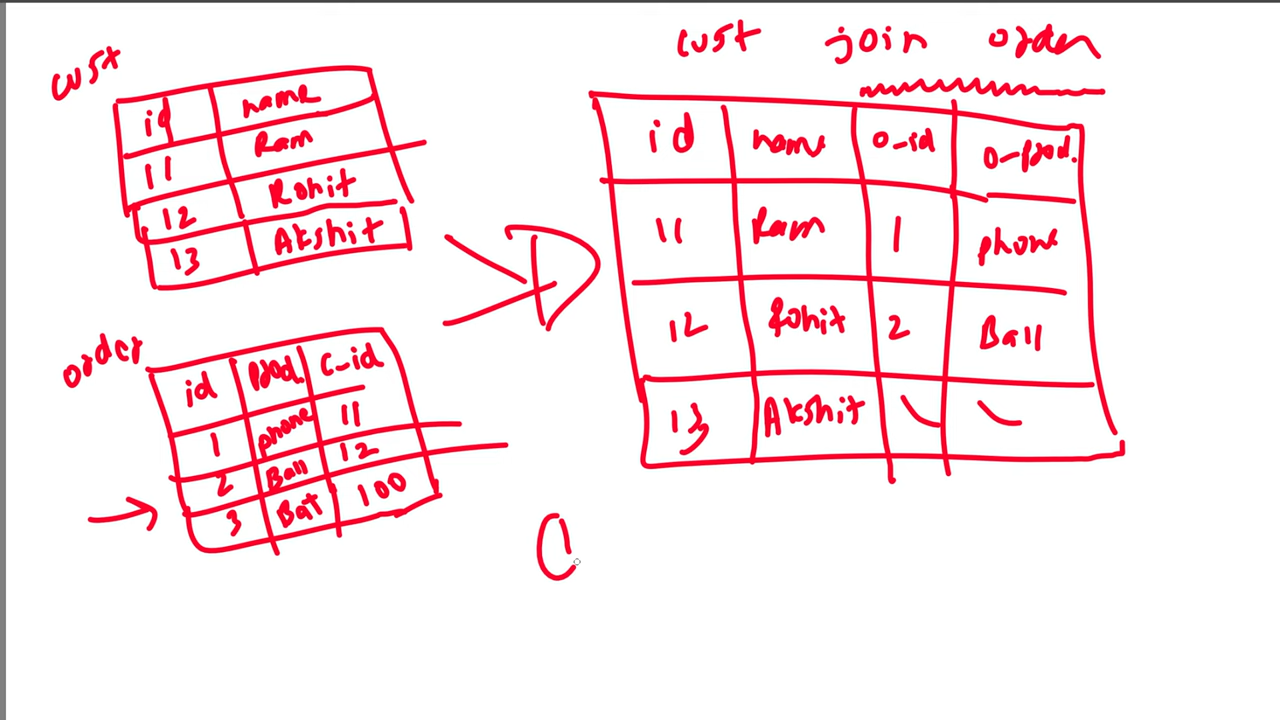 cust
id name
11 Ram
12 Rohit
13 Akshit
order
id prod. c-id
1 phone 11
2 Ball 12
3 Bat 100
cust join order
id name o-id o-prod.
11 Ram 1 phone
12 Rohit 2 Ball
13 Akshit